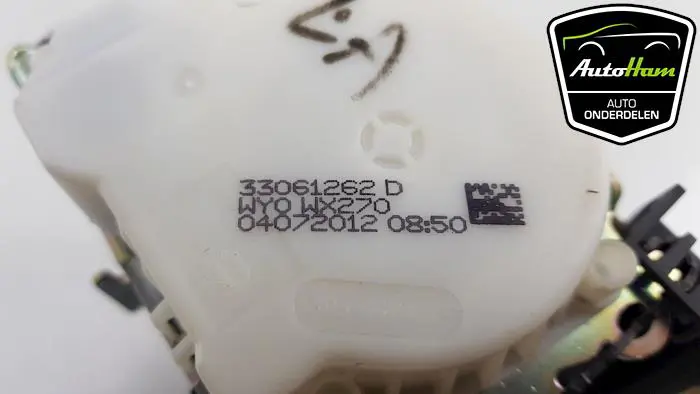 33061262 D
WY0 WX270
04072012 08:50
AutoHam
AUTO
ONDERDELEN